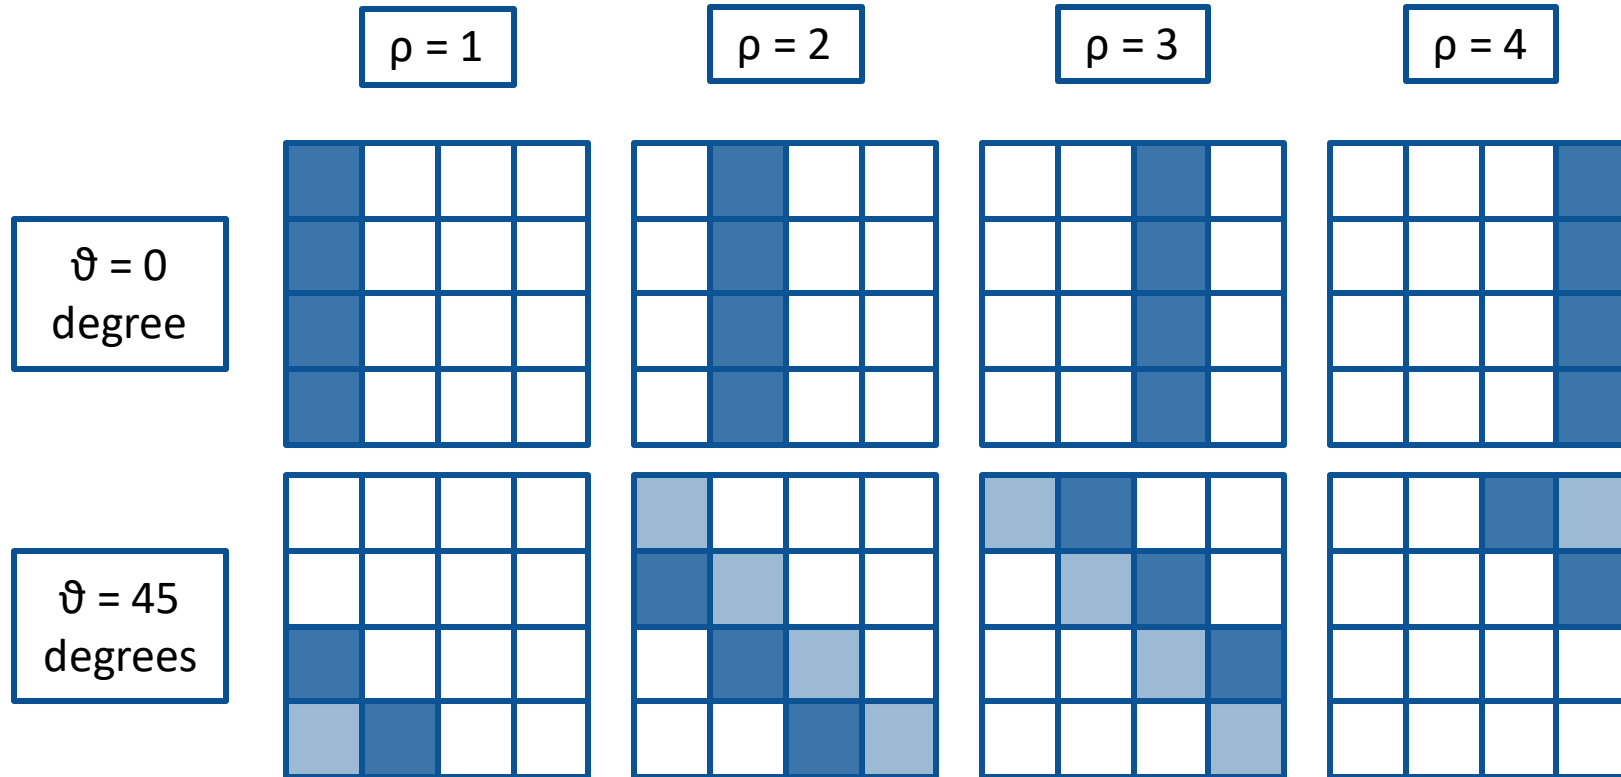 ρ = 1
ρ = 2
ρ = 3
ρ = 4
ϑ = 0
degree
ϑ = 45
degrees